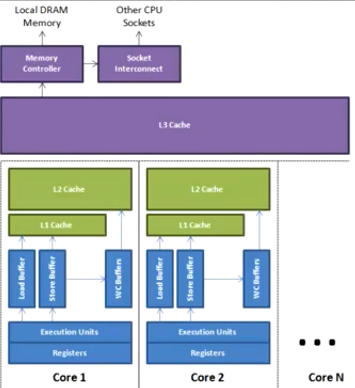 Local DRAM
Memory
Other CPU
Sockets
Memory
Controller
Socket
Interconnect
L3 Cache
L2 Cache
L1 Cache
Load Buffer
Store Buffer
WC Buffers
Execution Units
Registers
Core 1
L2 Cache
L1 Cache
Load Buffer
Store Buffer
WC Buffers
Execution Units
Registers
Core 2
...
Core N